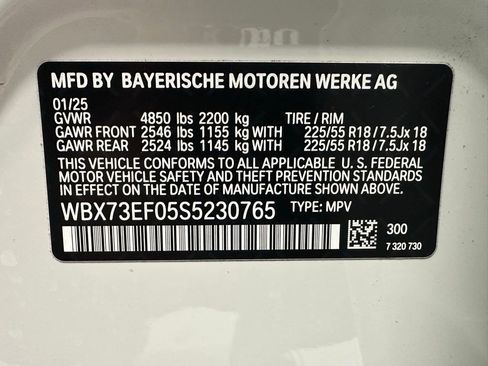 MFD BY BAYERISCHE MOTOREN WERKE AG
01/25
GVWR 4850 lbs 2200 kg TIRE / RIM
GAWR FRONT 2546 lbs 1155 kg WITH 225/55 R18 / 7.5Jx 18
GAWR REAR 2524 lbs 1145 kg WITH 225/55 R18 / 7.5Jx 18
THIS VEHICLE CONFORMS TO ALL APPLICABLE U. S. FEDERAL
MOTOR VEHICLE SAFETY AND THEFT PREVENTION STANDARDS
IN EFFECT ON THE DATE OF MANUFACTURE SHOWN ABOVE.
WBX73EF05S5230765 TYPE: MPV
300
7 320 730